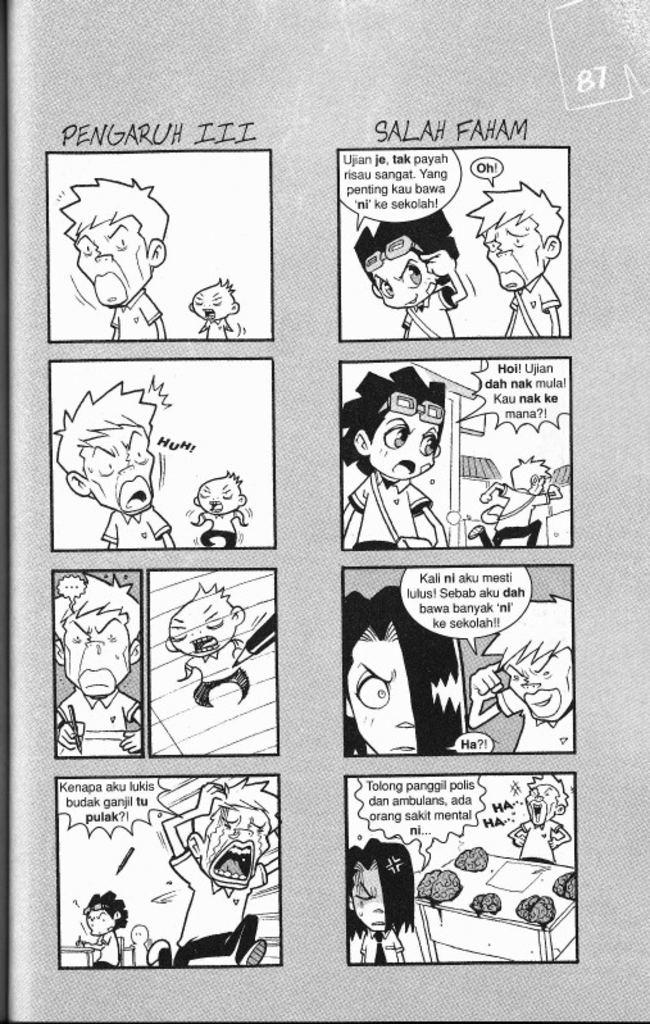 87
PENGARUH III
HUH!
...
Kenapa aku lukis
budak ganjil tu
pulak?!
SALAH FAHAM
Ujian je, tak payah
risau sangat. Yang
penting kau bawa
'ni' ke sekolah!
Oh!
Hoi! Ujian
dah nak mula!
Kau nak ke
mana?!
Kali ni aku mesti
lulus! Sebab aku dah
bawa banyak 'ni'
ke sekolah!!
Ha?!
Tolong panggil polis
dan ambulans, ada
orang sakit mental
ni...
HA...
HA...